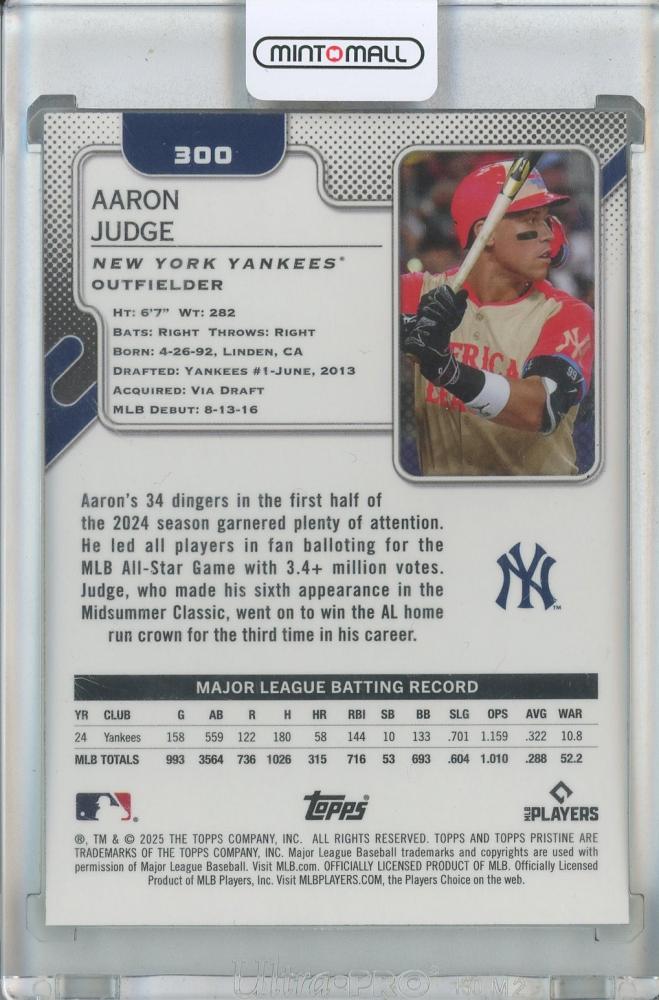 MINTOMALL
300
AARON
JUDGE
NEW YORK YANKEES®
OUTFIELDER
HT: 6'7" WT: 282
BATS: RIGHT THROWS: RIGHT
BORN: 4-26-92, LINDEN, CA
DRAFTED: YANKEES #1-JUNE, 2013
ACQUIRED: VIA DRAFT
MLB DEBUT: 8-13-16
99
Aaron's 34 dingers in the first half of
the 2024 season garnered plenty of attention.
He led all players in fan balloting for the
MLB All-Star Game with 3.4+ million votes.
Judge, who made his sixth appearance in the
Midsummer Classic, went on to win the AL home
run crown for the third time in his career.
NY™
MAJOR LEAGUE BATTING RECORD
YR CLUB G AB R H HR RBI SB BB SLG OPS AVG WAR
24 Yankees 158 559 122 180 58 144 10 133 .701 1.159 .322 10.8
MLB TOTALS 993 3564 736 1026 315 716 53 693 .604 1.010 .288 52.2
Topps
MLB PLAYERS
®, TM & © 2025 THE TOPPS COMPANY, INC. ALL RIGHTS RESERVED. TOPPS AND TOPPS PRISTINE ARE
TRADEMARKS OF THE TOPPS COMPANY, INC. Major League Baseball trademarks and copyrights are used with
permission of Major League Baseball. Visit MLB.com. OFFICIALLY LICENSED PRODUCT OF MLB. Officially Licensed
Product of MLB Players, Inc. Visit MLBPLAYERS.COM, the Players Choice on the web.
Ultra PRO